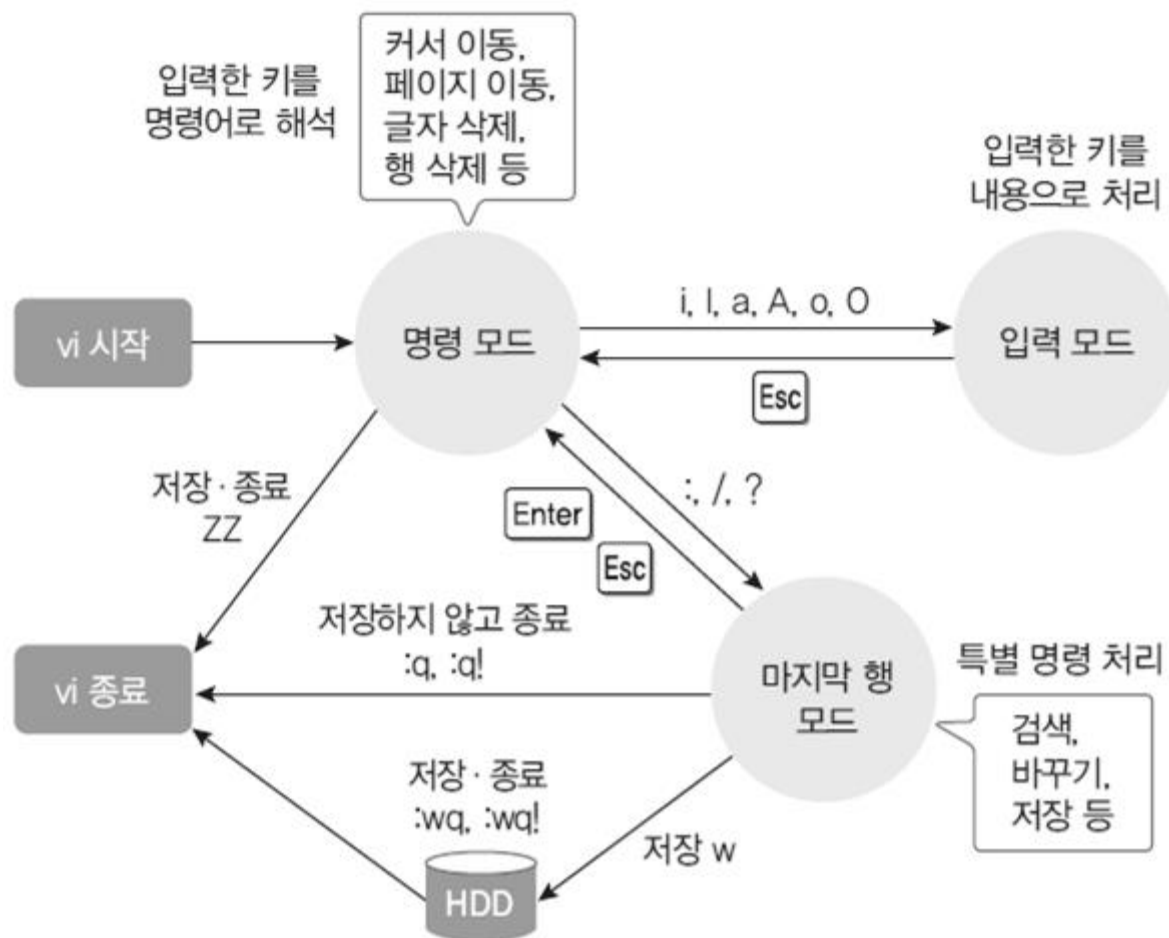 입력한 키를
명령어로 해석
커서 이동,
페이지 이동,
글자 삭제,
행 삭제 등
입력한 키를
내용으로 처리
vi 시작
명령 모드
i, I, a, A, o, O
Esc
입력 모드
저장 · 종료
ZZ
Enter
Esc
:, /, ?
저장하지 않고 종료
:q, :q!
vi 종료
마지막 행
모드
특별 명령 처리
검색,
바꾸기,
저장 등
저장 · 종료
:wq, :wq!
저장 w
HDD